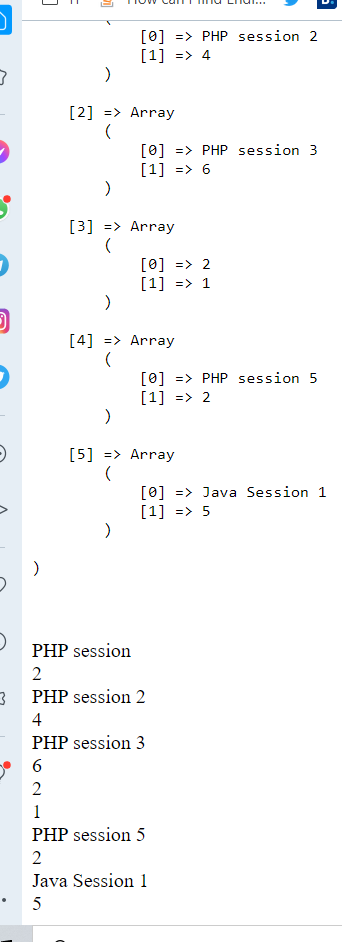 (
[0] => PHP session 2
[1] => 4
)
[2] => Array
(
[0] => PHP session 3
[1] => 6
)
[3] => Array
(
[0] => 2
[1] => 1
)
[4] => Array
(
[0] => PHP session 5
[1] => 2
)
[5] => Array
(
[0] => Java Session 1
[1] => 5
)
)
PHP session
2
PHP session 2
4
PHP session 3
6
2
1
PHP session 5
2
Java Session 1
5